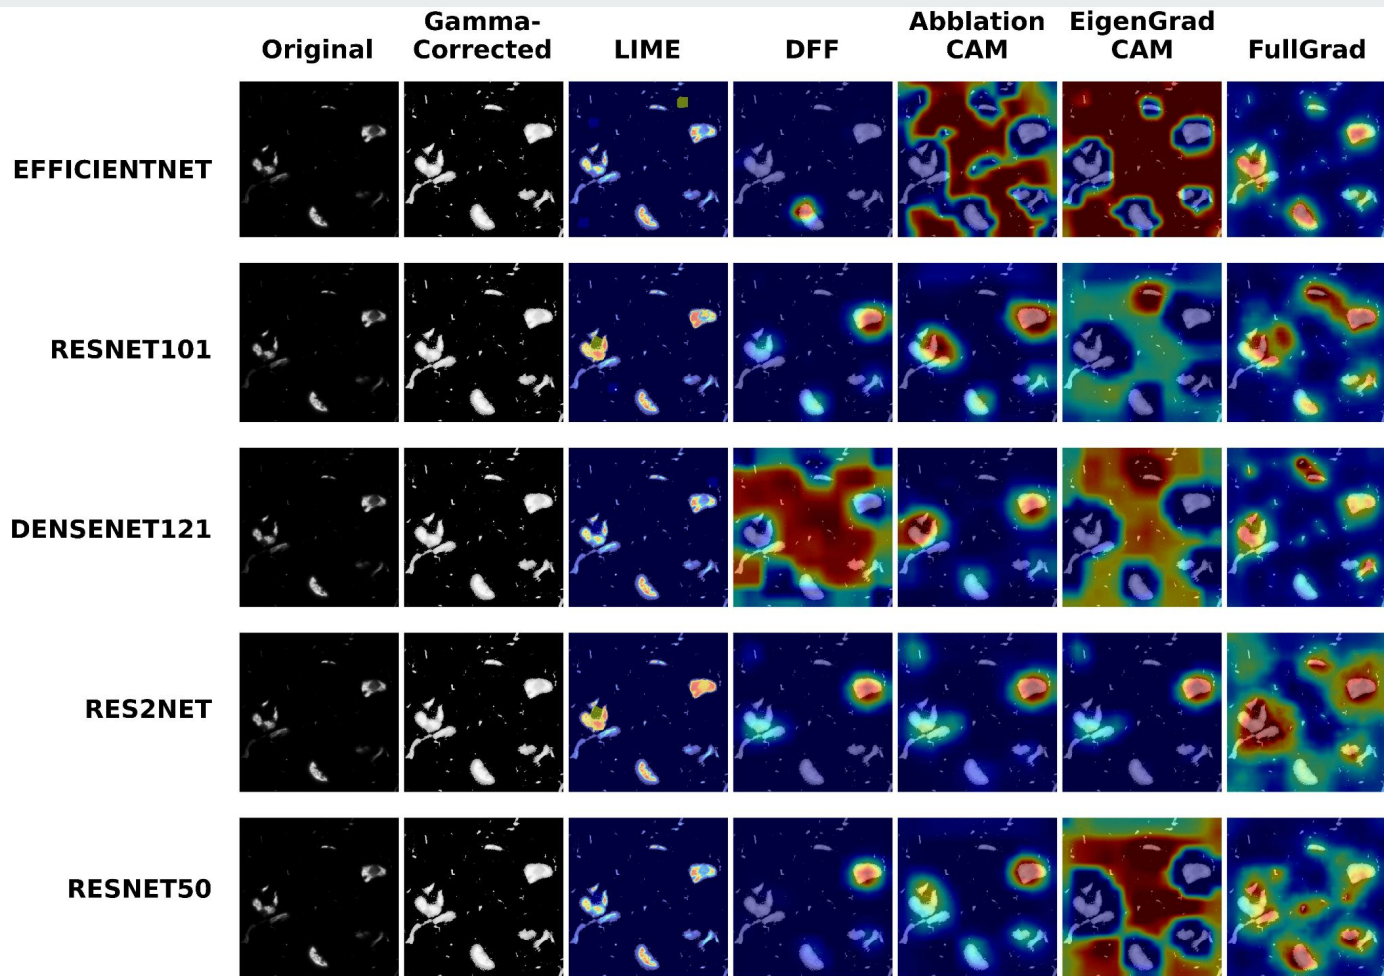 Original
Gamma-
Corrected
LIME
DFF
Abblation
CAM
EigenGrad
CAM
FullGrad
EFFICIENTNET
RESNET101
DENSENET121
RES2NET
RESNET50